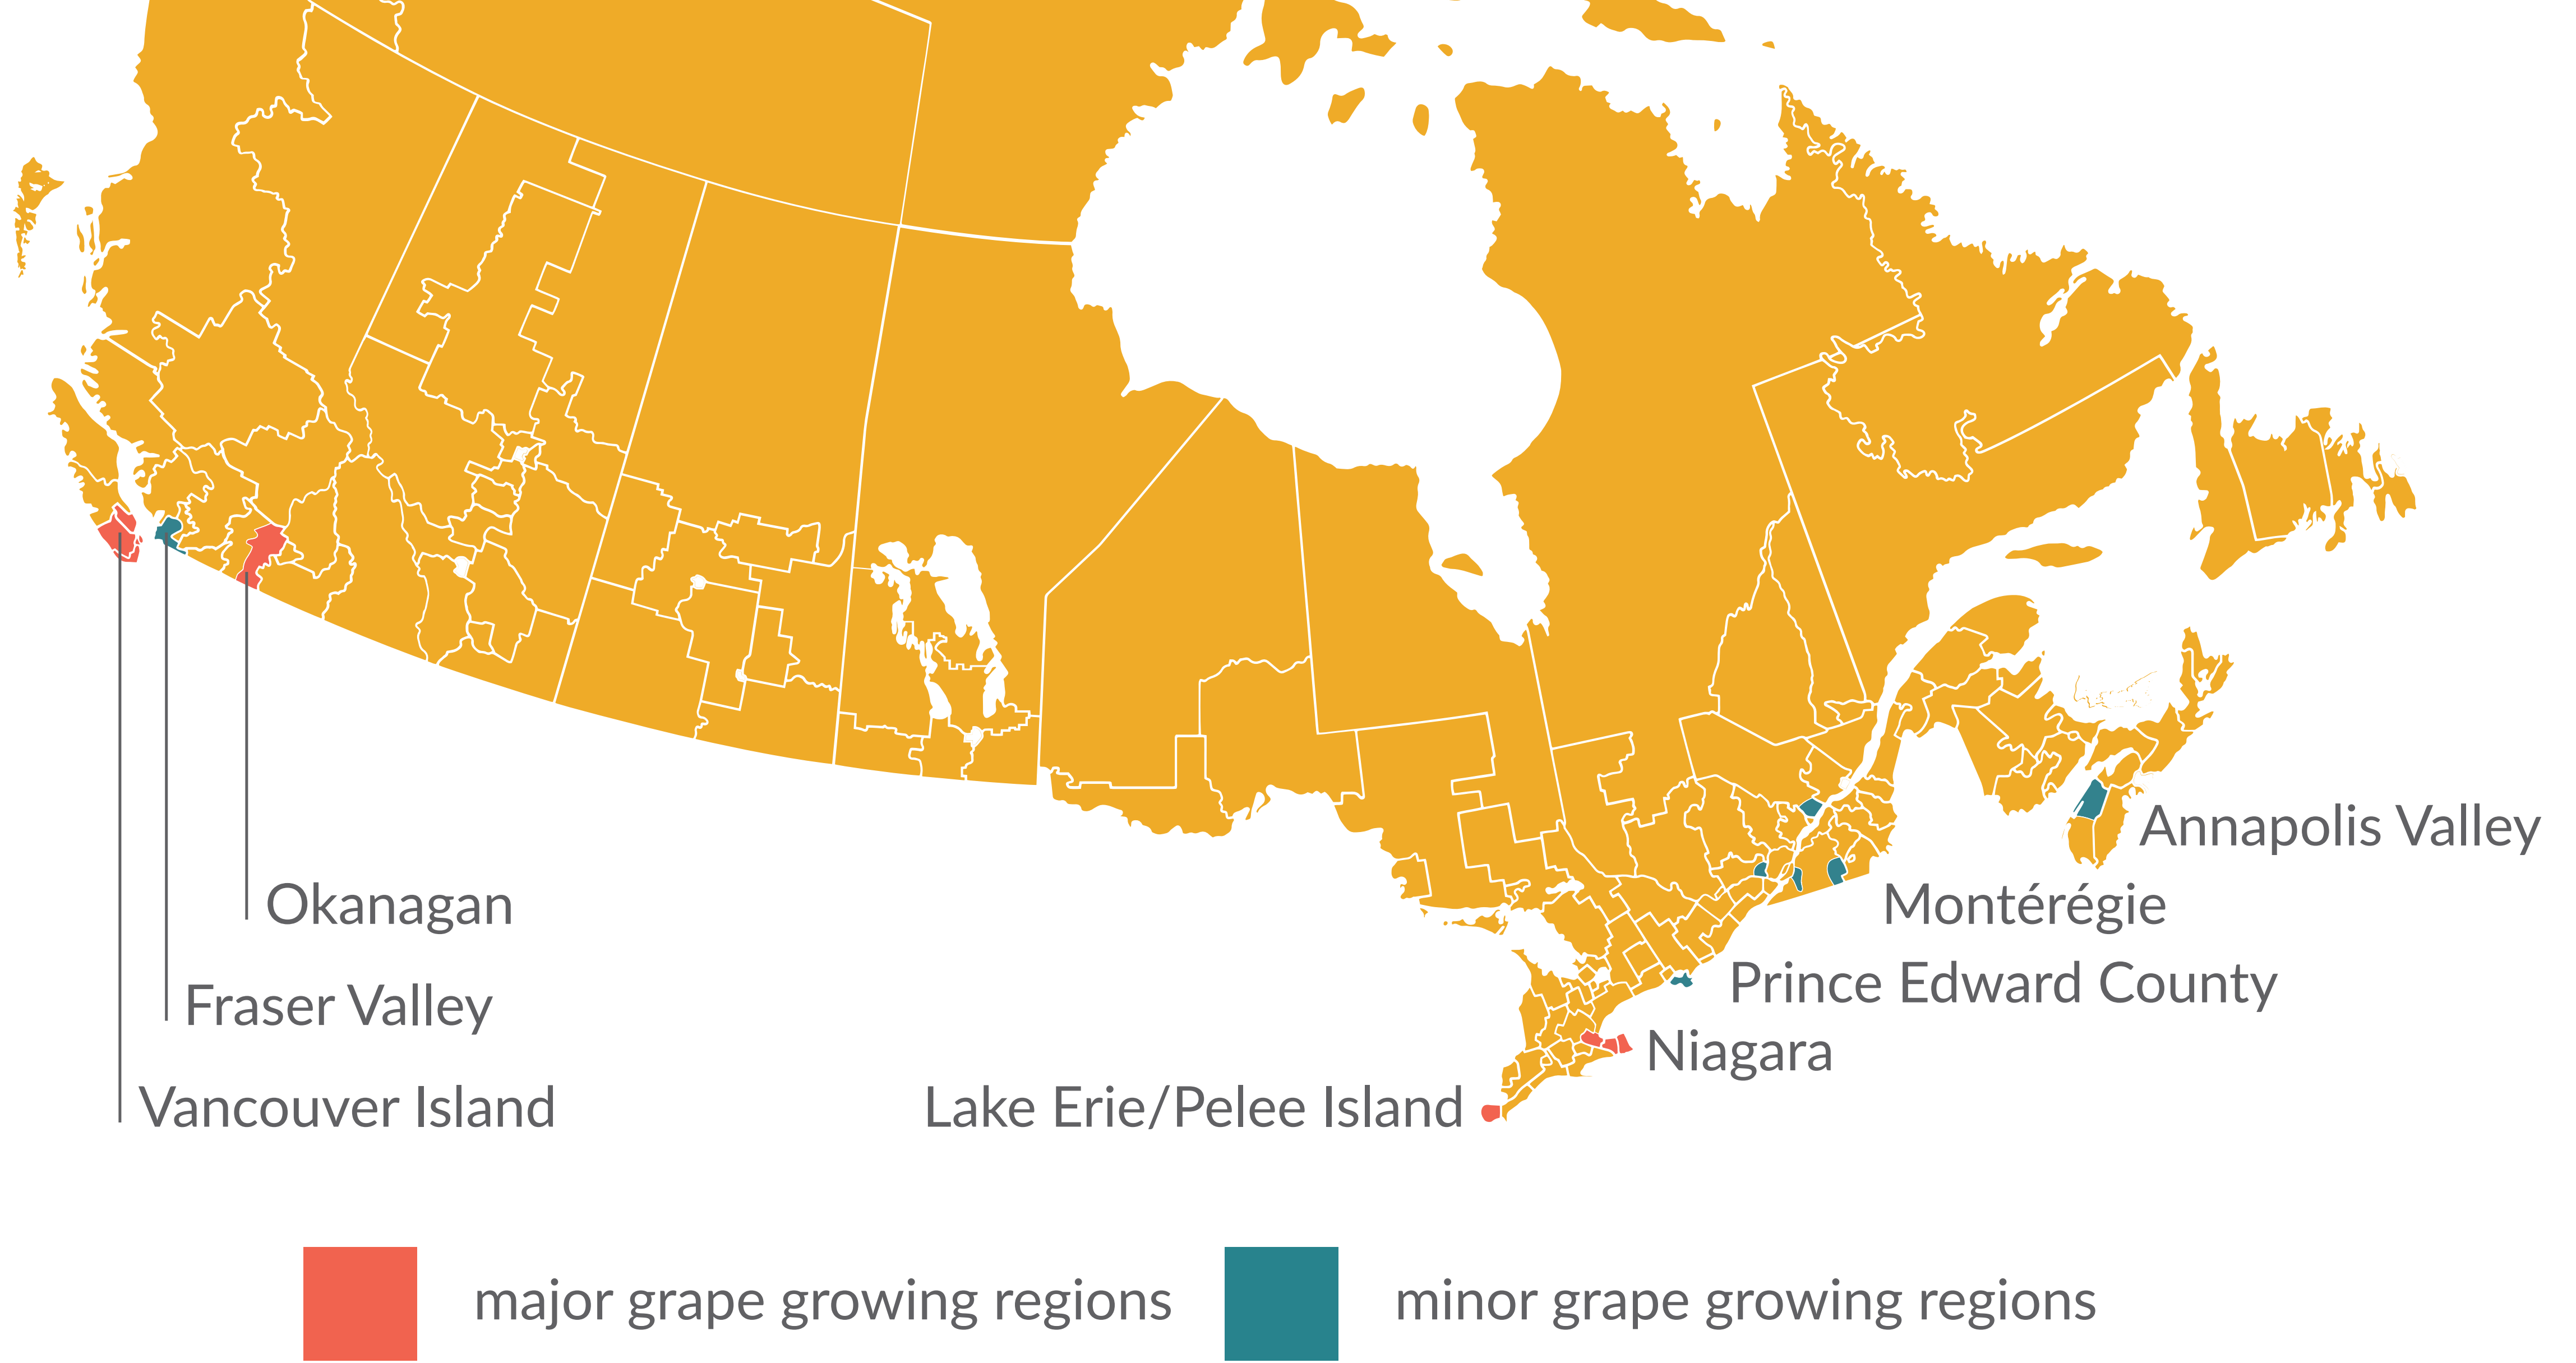 Annapolis Valley
Okanagan
Montérégie
Fraser Valley
Prince Edward County
Niagara
Vancouver Island
Lake Erie/Pelee Island
major grape growing regions
minor grape growing regions